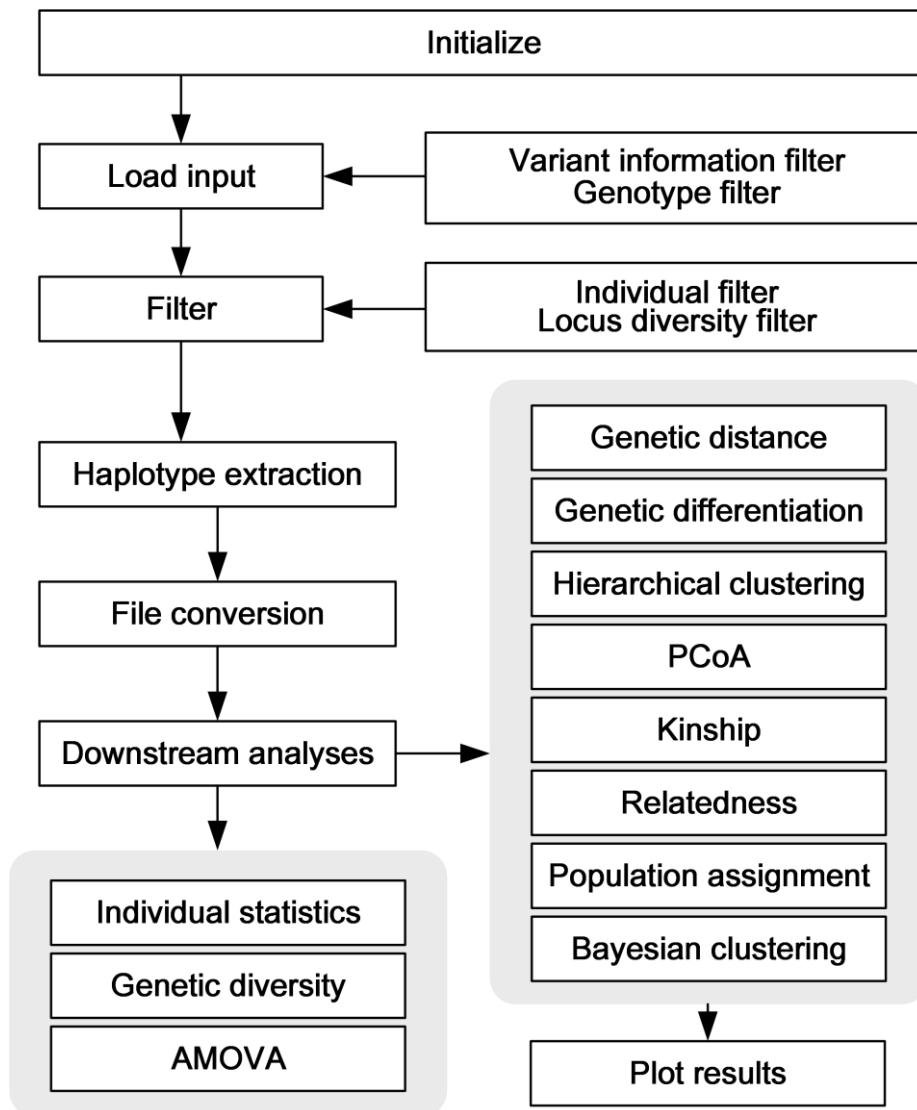 Initialize
Load input
Variant information filter
Genotype filter
Filter
Individual filter
Locus diversity filter
Haplotype extraction
File conversion
Downstream analyses
Individual statistics
Genetic diversity
AMOVA
Genetic distance
Genetic differentiation
Hierarchical clustering
PCoA
Kinship
Relatedness
Population assignment
Bayesian clustering
Plot results